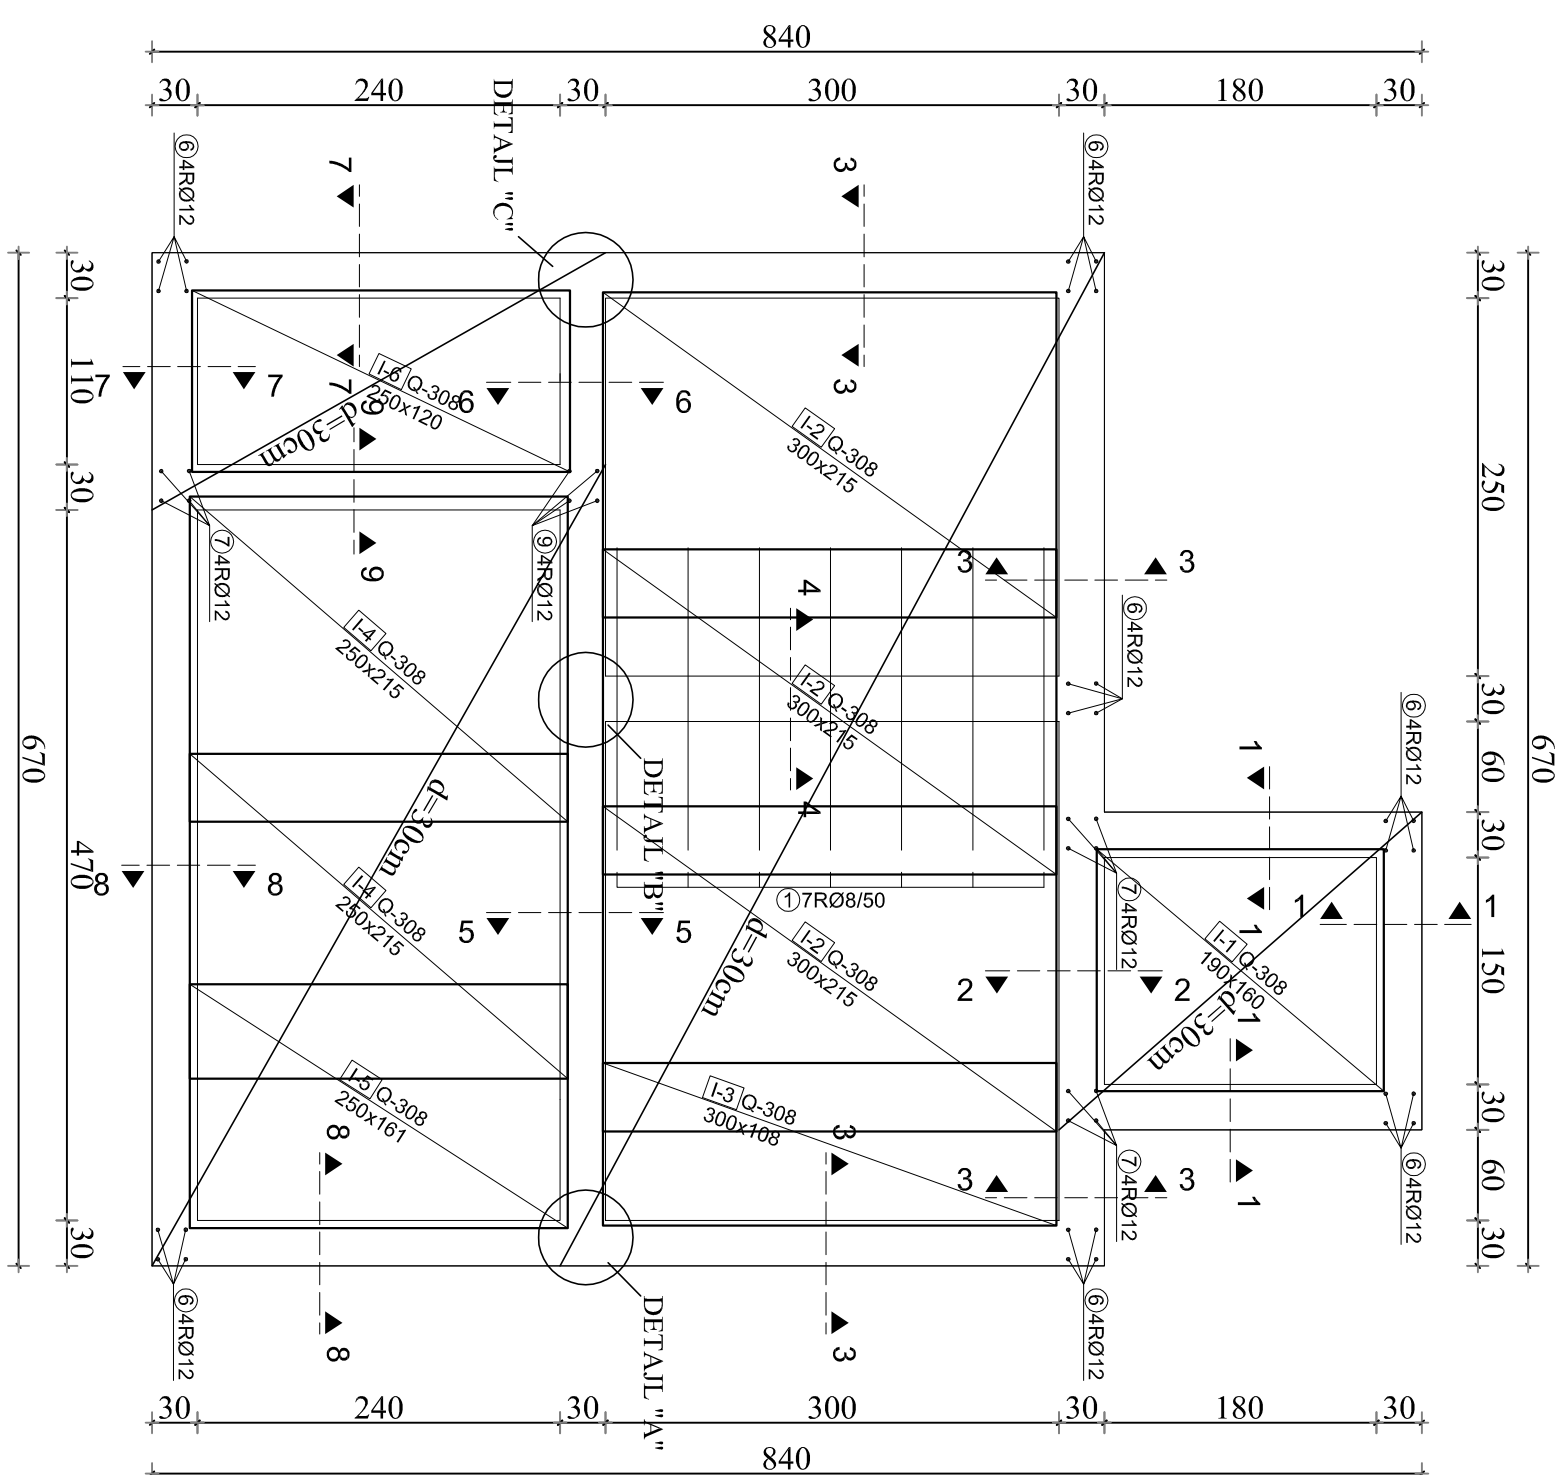 840
30 240 30 300 30 180 30
DETAJL "C"
⑥4RØ12
⑥4RØ12
7
3
30
110
30
470
670
30
30
250
30
60
30
150
30
60
30
670
7
7
7
3
6
6
I-6 Q-308
250x120
d=30cm
9
9
I-2 Q-308
300x215
⑦4RØ12
⑨4RØ12
3
3
4
4
⑥4RØ12
I-4 Q-308
250x215
I-2 Q-308
300x215
⑥4RØ12
1
1
1
1
DETAJL "B"
d=30cm
8
8
①7RØ8/50
⑦4RØ12
I-4 Q-308
250x215
5
5
d=30cm
I-2 Q-308
300x215
2
2
I-1 Q-308
190x160
d=30cm
1
1
I-5 Q-308
250x161
I-3 Q-308
300x108
8
3
3
3
⑦4RØ12
⑥4RØ12
⑥4RØ12
⑥4RØ12
8
3
DETAJL "A"
30 240 30 300 30 180 30
840